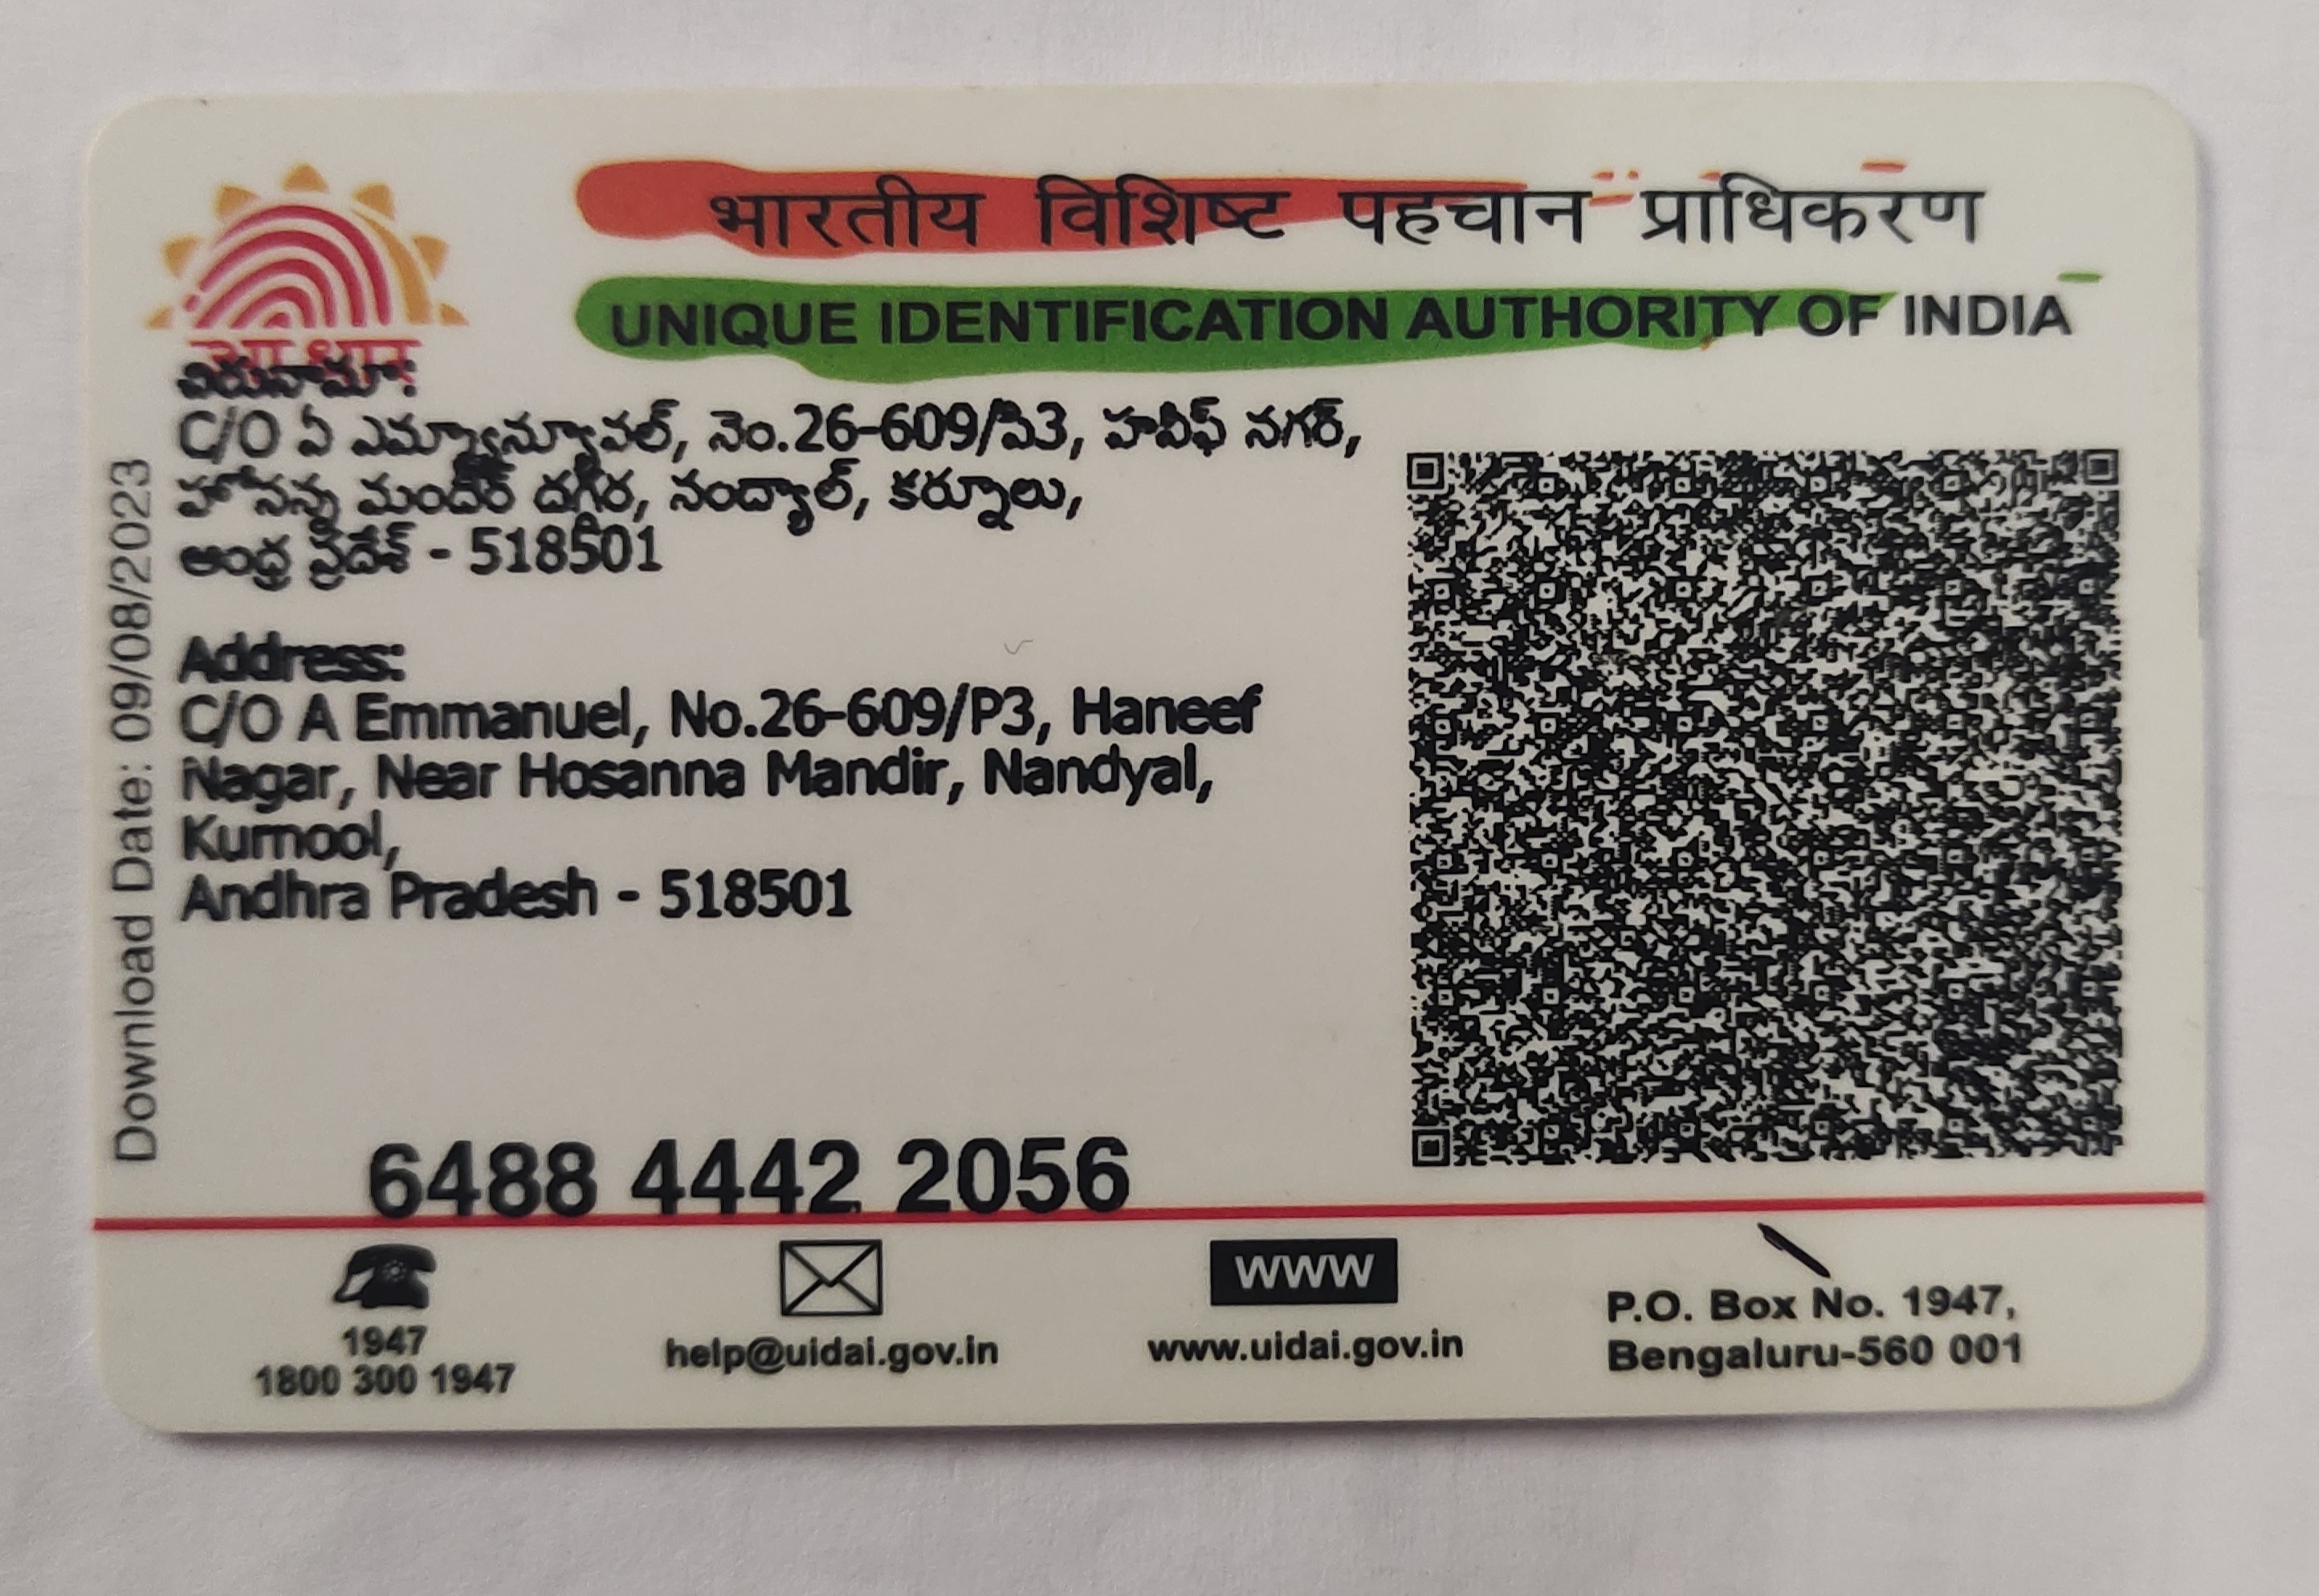 भारतीय विशिष्ट पहचान प्राधिकरण
UNIQUE IDENTIFICATION AUTHORITY OF INDIA
आधार
చిరునామా:
C/O ఏ ఎమ్మాన్యూవల్, నెం.26-609/పి3, హనీఫ్ నగర్,
హోసన్న మందిర్ దగ్గర, నంద్యాల్, కర్నూలు,
ఆంధ్ర ప్రదేశ్ - 518501
Address:
C/O A Emmanuel, No.26-609/P3, Haneef
Nagar, Near Hosanna Mandir, Nandyal,
Kurnool,
Andhra Pradesh - 518501
Download Date: 09/08/2023
6488 4442 2056
1947
1800 300 1947
help@uidai.gov.in
www
www.uidai.gov.in
P.O. Box No. 1947,
Bengaluru-560 001